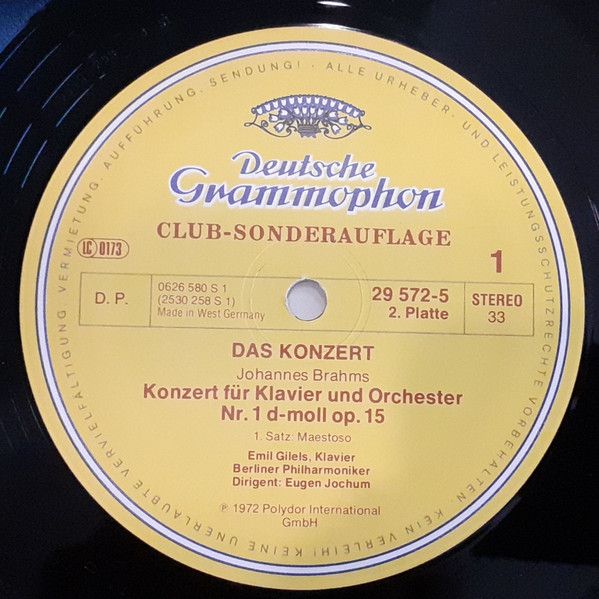 ALLE URHEBER- UND LEISTUNGSSCHUTZRECHTE VORBEHALTEN · KEIN VERLEIH! KEINE UNERLAUBTE VERVIELFÄLTIGUNG, VERMIETUNG, AUFFÜHRUNG, SENDUNG! ·
Deutsche
Grammophon
CLUB-SONDERAUFLAGE
LC 0173
1
D. P.
0626 580 S 1
(2530 258 S 1)
Made in West Germany
29 572-5
2. Platte
STEREO
33
DAS KONZERT
Johannes Brahms
Konzert für Klavier und Orchester
Nr. 1 d-moll op. 15
1. Satz: Maestoso
Emil Gilels, Klavier
Berliner Philharmoniker
Dirigent: Eugen Jochum
Ⓟ 1972 Polydor International
GmbH